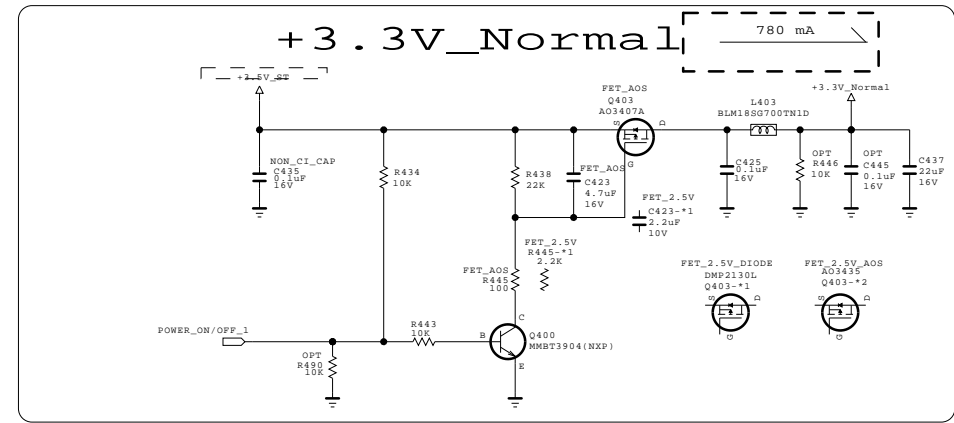 +3.3V_Normal
780 mA
+3.5V_ST
FET_AOS
Q403
AO3407A
S
D
G
L403
BLM18SG700TN1D
+3.3V_Normal
NON_CI_CAP
C435
0.1uF
16V
R434
10K
R438
22K
FET_AOS
C423
4.7uF
16V
FET_2.5V
C423-*1
2.2uF
10V
C425
0.1uF
16V
OPT
R446
10K
OPT
C445
0.1uF
16V
C437
22uF
16V
FET_2.5V
R445-*1
2.2K
FET_AOS
R445
100
FET_2.5V_DIODE
DMP2130L
Q403-*1
S
D
G
FET_2.5V_AOS
AO3435
Q403-*2
S
D
G
POWER_ON/OFF_1
R443
10K
B
C
E
Q400
MMBT3904(NXP)
OPT
R490
10K